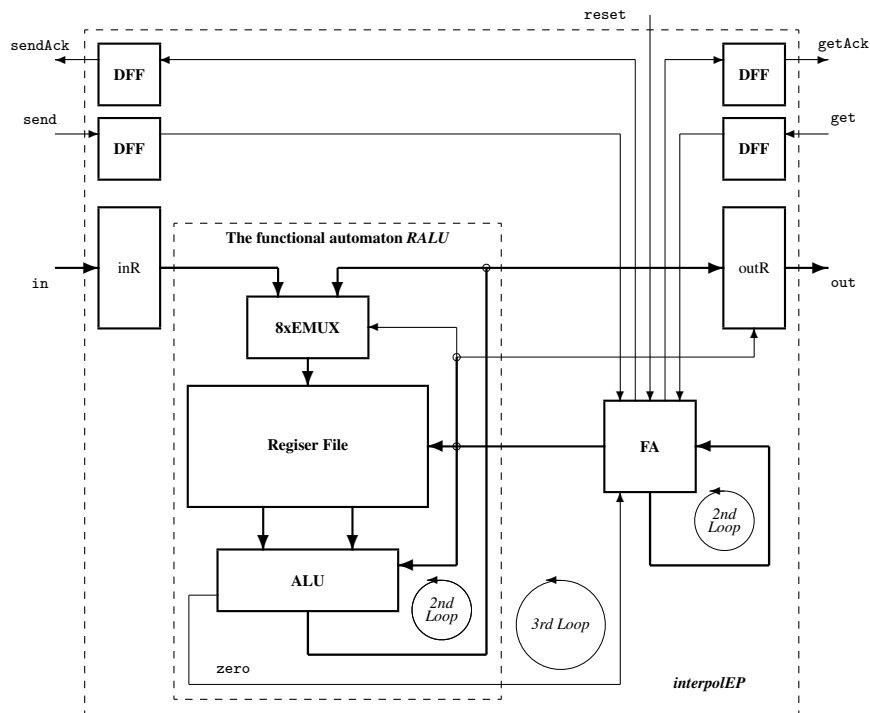 reset
sendAck
DFF
DFF
getAck
send
DFF
DFF
get
The functional automaton RALU
in
inR
outR
out
8xEMUX
Regiser File
FA
2nd
Loop
ALU
2nd
Loop
3rd Loop
zero
interpolEP